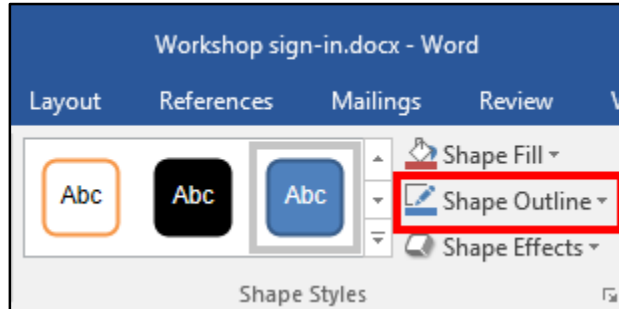 Workshop sign-in.docx - Word
Layout References Mailings Review
Abc Abc Abc Shape Fill
Shape Outline
Shape Effects
Shape Styles